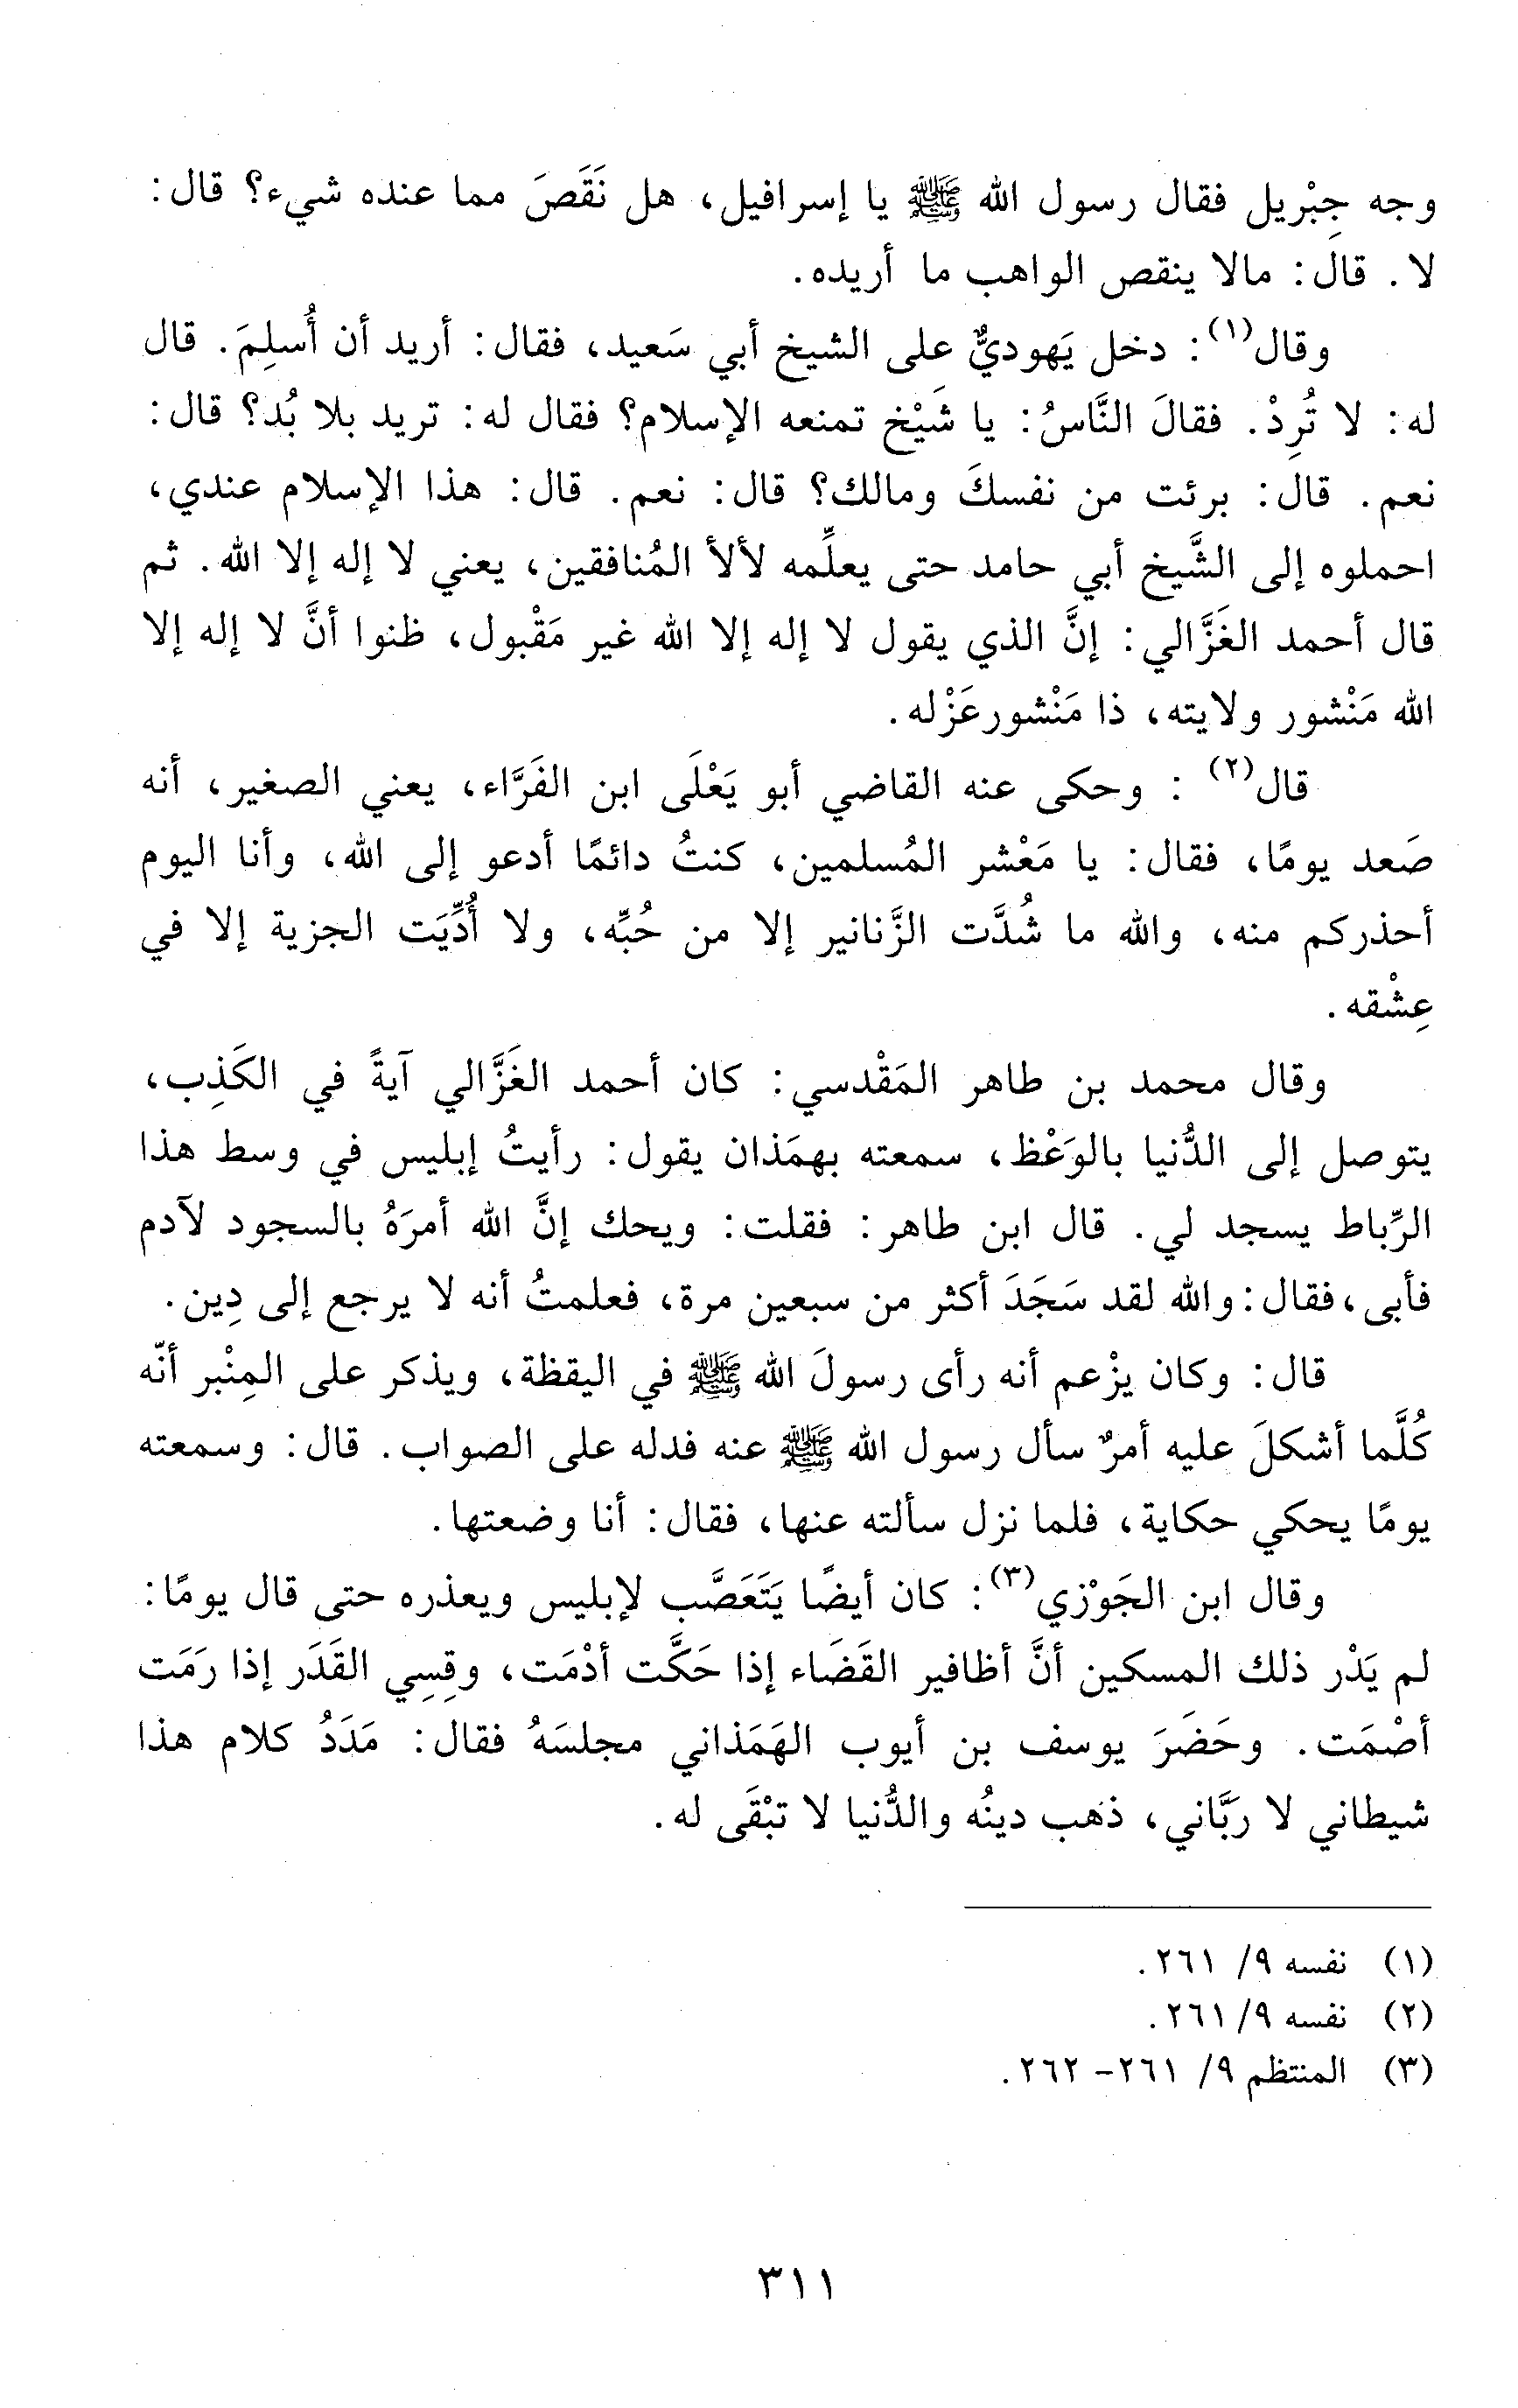 وجه جِبْريل فقال رسول الله ﷺ يا إسرافيل، هل نَقَصَ مما عنده شيء؟ قال:
لا. قال: مالا ينقص الواهب ما أريده.
وقال(١): دخل يَهوديٌّ على الشيخ أبي سَعيد، فقال: أريد أن أُسلِمَ. قال
له: لا تُرِدْ. فقالَ النَّاسُ: يا شَيْخ تمنعه الإسلام؟ فقال له: تريد بلا بُد؟ قال:
نعم. قال: برئت من نفسكَ ومالك؟ قال: نعم. قال: هذا الإسلام عندي،
احملوه إلى الشَّيخ أبي حامد حتى يعلِّمه لألأ المُنافقين، يعني لا إله إلا الله. ثم
قال أحمد الغَزَّالي: إنَّ الذي يقول لا إله إلا الله غير مَقْبول، ظنوا أنَّ لا إله إلا
الله مَنْشور ولايته، ذا مَنْشورعَزْله.
قال(٢) : وحكى عنه القاضي أبو يَعْلَى ابن الفَرَّاء، يعني الصغير، أنه
صَعد يومًا، فقال: يا مَعْشر المُسلمين، كنتُ دائمًا أدعو إلى الله، وأنا اليوم
أحذركم منه، والله ما شُدَّت الزَّنانير إلا من حُبِّه، ولا أُدِّيَت الجزية إلا في
عِشْقه.
وقال محمد بن طاهر المَقْدسي: كان أحمد الغَزَّالي آيةً في الكَذِب،
يتوصل إلى الدُّنيا بالوَعْظ، سمعته بهمَذان يقول: رأيتُ إبليس في وسط هذا
الرِّباط يسجد لي. قال ابن طاهر: فقلت: ويحك إنَّ الله أمرَهُ بالسجود لآدم
فأبى، فقال: والله لقد سَجَدَ أكثر من سبعين مرة، فعلمتُ أنه لا يرجع إلى دِين.
قال: وكان يزْعم أنه رأى رسولَ الله ﷺ في اليقظة، ويذكر على المِنْبر أنّه
كُلَّما أشكلَ عليه أمرٌ سأل رسول الله ﷺ عنه فدله على الصواب. قال: وسمعته
يومًا يحكي حكاية، فلما نزل سألته عنها، فقال: أنا وضعتها.
وقال ابن الجَوْزي(٣): كان أيضًا يَتَعَصَّب لإبليس ويعذره حتى قال يومًا:
لم يَدْر ذلك المسكين أنَّ أظافير القَضَاء إذا حَكَّت أدْمَت، وقِسِي القَدَر إذا رَمَت
أصْمَت. وحَضَرَ يوسف بن أيوب الهَمَذاني مجلسَهُ فقال: مَدَدُ كلام هذا
شيطاني لا ربَّاني، ذهب دينُه والدُّنيا لا تبْقَى له.
(١) نفسه ٩/ ٢٦١.
(٢) نفسه ٩/ ٢٦١.
(٣) المنتظم ٩/ ٢٦١- ٢٦٢.
٣١١